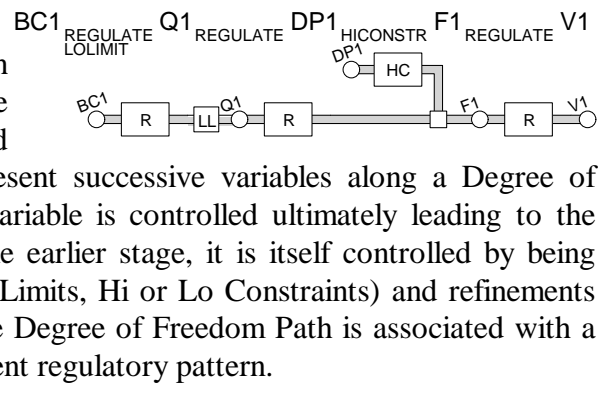 BC1 REGULATE Q1 REGULATE DP1 HICONSTR F1 REGULATE V1
LOLIMIT
DP1 HC
BC1 R LL Q1 R F1 R V1
esent successive variables along a Degree of
ariable is controlled ultimately leading to the
e earlier stage, it is itself controlled by being
Limits, Hi or Lo Constraints) and refinements
e Degree of Freedom Path is associated with a
ent regulatory pattern.